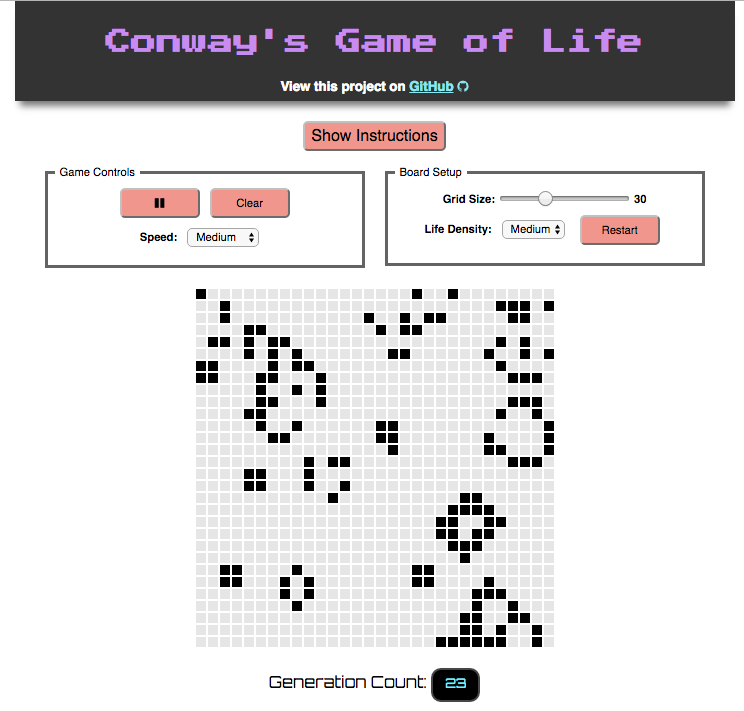 Conway's Game of Life
View this project on GitHub
Show Instructions
Game Controls
Clear
Speed: Medium
Board Setup
Grid Size: 30
Life Density: Medium Restart
Generation Count: 23